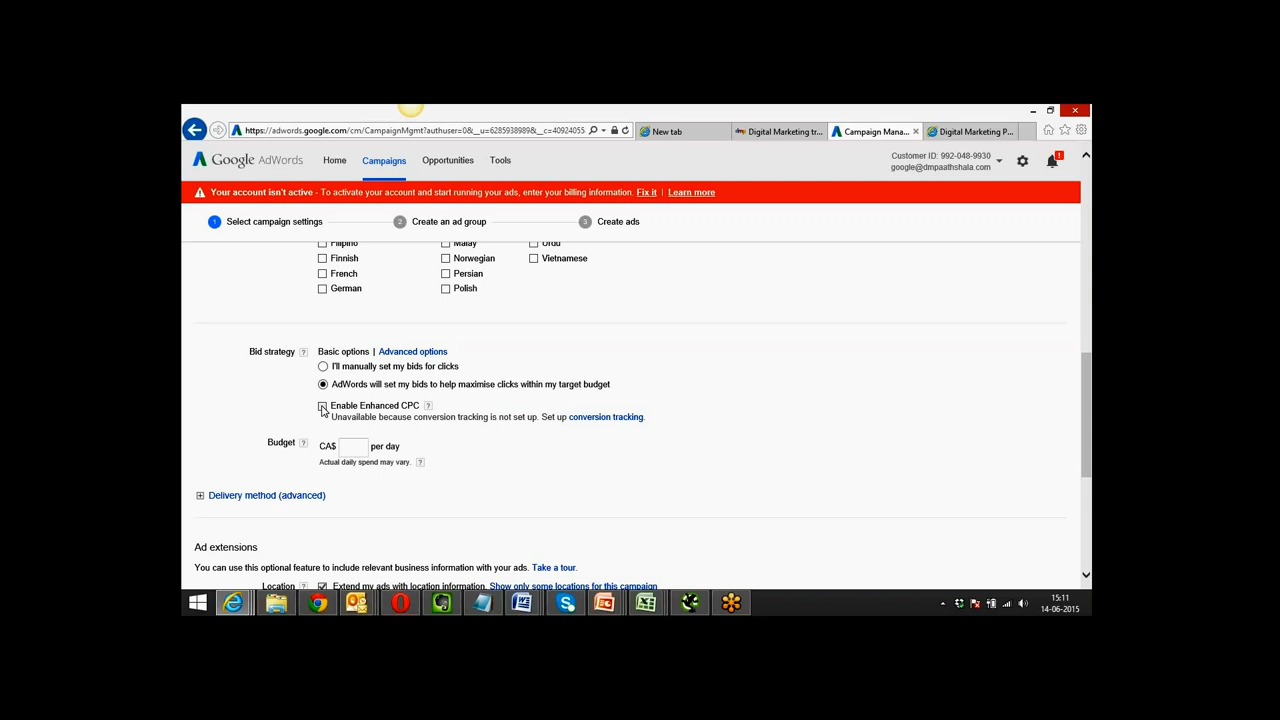 https://adwords.google.com/cm/CampaignMgmt?authuser=0&__u=6285938989&__c=40924055
New tab
Digital Marketing tr...
Campaign Mana...
Digital Marketing P...
Google AdWords
Home
Campaigns
Opportunities
Tools
Customer ID: 992-048-9930
google@dmpaathshala.com
Your account isn't active - To activate your account and start running your ads, enter your billing information. Fix it | Learn more
1 Select campaign settings
2 Create an ad group
3 Create ads
Filipino Malay Urdu
Finnish Norwegian Vietnamese
French Persian
German Polish
Bid strategy ? Basic options | Advanced options
I'll manually set my bids for clicks
AdWords will set my bids to help maximise clicks within my target budget
Enable Enhanced CPC ?
Unavailable because conversion tracking is not set up. Set up conversion tracking.
Budget ? CA$ per day
Actual daily spend may vary. ?
Delivery method (advanced)
Ad extensions
You can use this optional feature to include relevant business information with your ads. Take a tour.
Location ? Extend my ads with location information. Show only some locations for this campaign
15:11
14-06-2015